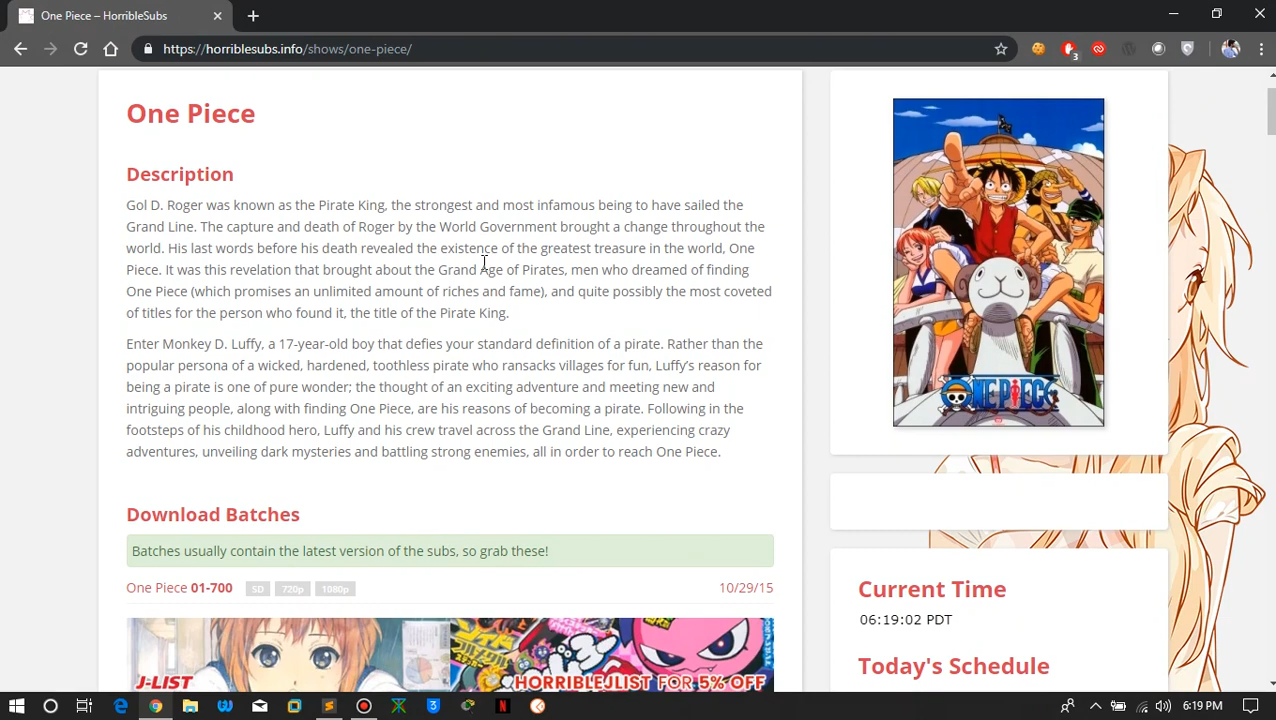 One Piece – HorribleSubs
https://horriblesubs.info/shows/one-piece/
3
One Piece
Description
Gol D. Roger was known as the Pirate King, the strongest and most infamous being to have sailed the
Grand Line. The capture and death of Roger by the World Government brought a change throughout the
world. His last words before his death revealed the existence of the greatest treasure in the world, One
Piece. It was this revelation that brought about the Grand Age of Pirates, men who dreamed of finding
One Piece (which promises an unlimited amount of riches and fame), and quite possibly the most coveted
of titles for the person who found it, the title of the Pirate King.
Enter Monkey D. Luffy, a 17-year-old boy that defies your standard definition of a pirate. Rather than the
popular persona of a wicked, hardened, toothless pirate who ransacks villages for fun, Luffy's reason for
being a pirate is one of pure wonder; the thought of an exciting adventure and meeting new and
intriguing people, along with finding One Piece, are his reasons of becoming a pirate. Following in the
footsteps of his childhood hero, Luffy and his crew travel across the Grand Line, experiencing crazy
adventures, unveiling dark mysteries and battling strong enemies, all in order to reach One Piece.
Download Batches
Batches usually contain the latest version of the subs, so grab these!
One Piece 01-700 SD 720p 1080p 10/29/15
J-LIST
HORRIBLEJLIST FOR 5% OFF
ONE PIECE
Current Time
06:19:02 PDT
Today's Schedule
6:19 PM